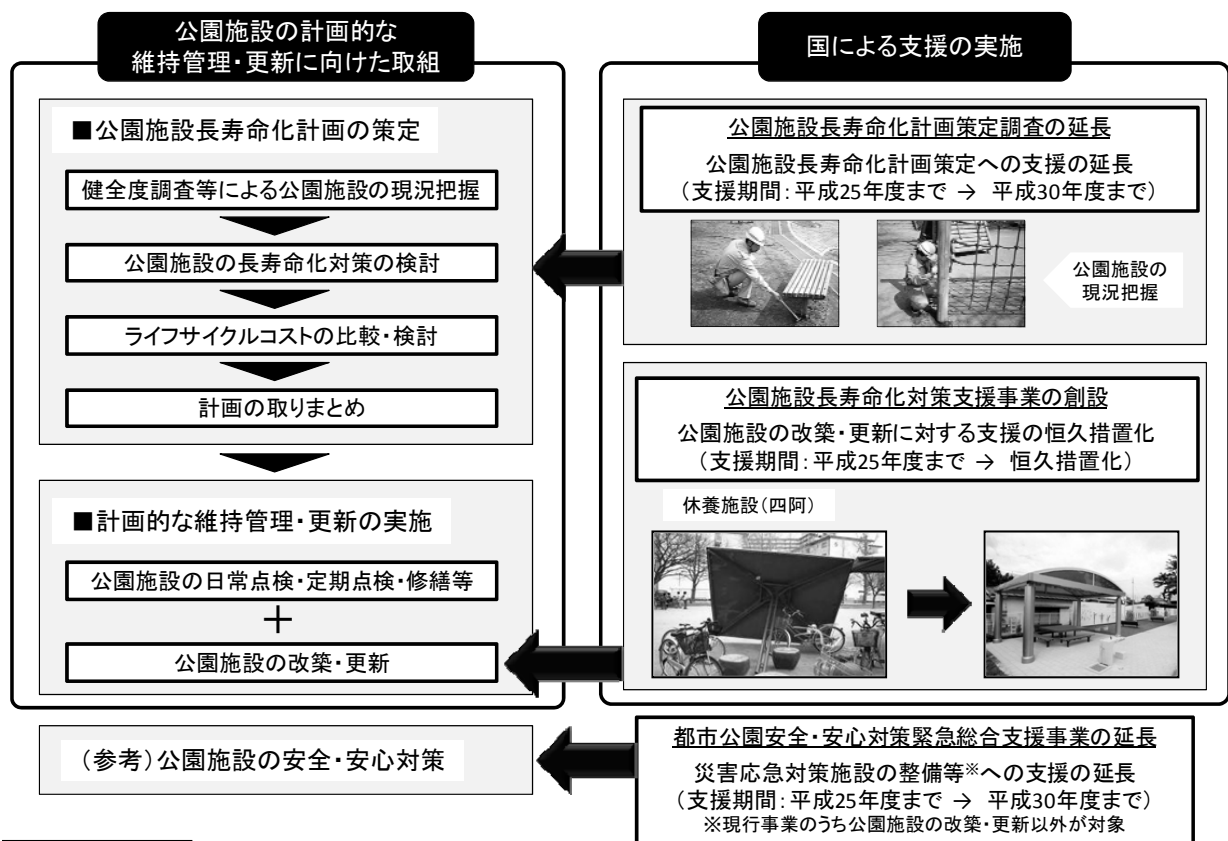 公園施設の計画的な
維持管理・更新に向けた取組
■公園施設長寿命化計画の策定
健全度調査等による公園施設の現況把握
公園施設の長寿命化対策の検討
ライフサイクルコストの比較・検討
計画の取りまとめ
■計画的な維持管理・更新の実施
公園施設の日常点検・定期点検・修繕等
＋
公園施設の改築・更新
(参考)公園施設の安全・安心対策
国による支援の実施
公園施設長寿命化計画策定調査の延長
公園施設長寿命化計画策定への支援の延長
(支援期間:平成25年度まで → 平成30年度まで)
公園施設の
現況把握
公園施設長寿命化対策支援事業の創設
公園施設の改築・更新に対する支援の恒久措置化
(支援期間:平成25年度まで → 恒久措置化)
休養施設(四阿)
都市公園安全・安心対策緊急総合支援事業の延長
災害応急対策施設の整備等※への支援の延長
(支援期間:平成25年度まで → 平成30年度まで)
※現行事業のうち公園施設の改築・更新以外が対象